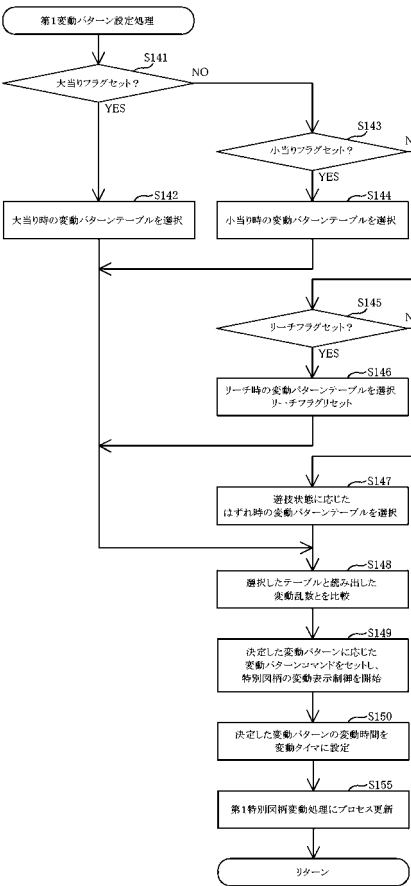 第1変動パターン設定処理
S141
大当りフラグセット？
NO
YES
S143
小当りフラグセット？
N
YES
S142
大当り時の変動パターンテーブルを選択
S144
小当り時の変動パターンテーブルを選択
S145
リーチフラグセット？
N
YES
S146
リーチ時の変動パターンテーブルを選択
リーチフラグリセット
S147
遊技状態に応じた
はずれ時の変動パターンテーブルを選択
S148
選択したテーブルと読み出した
変動乱数とを比較
S149
決定した変動パターンに応じた
変動パターンコマンドをセットし、
特別図柄の変動表示制御を開始
S150
決定した変動パターンの変動時間を
変動タイマに設定
S155
第1特別図柄変動処理にプロセス更新
リターン